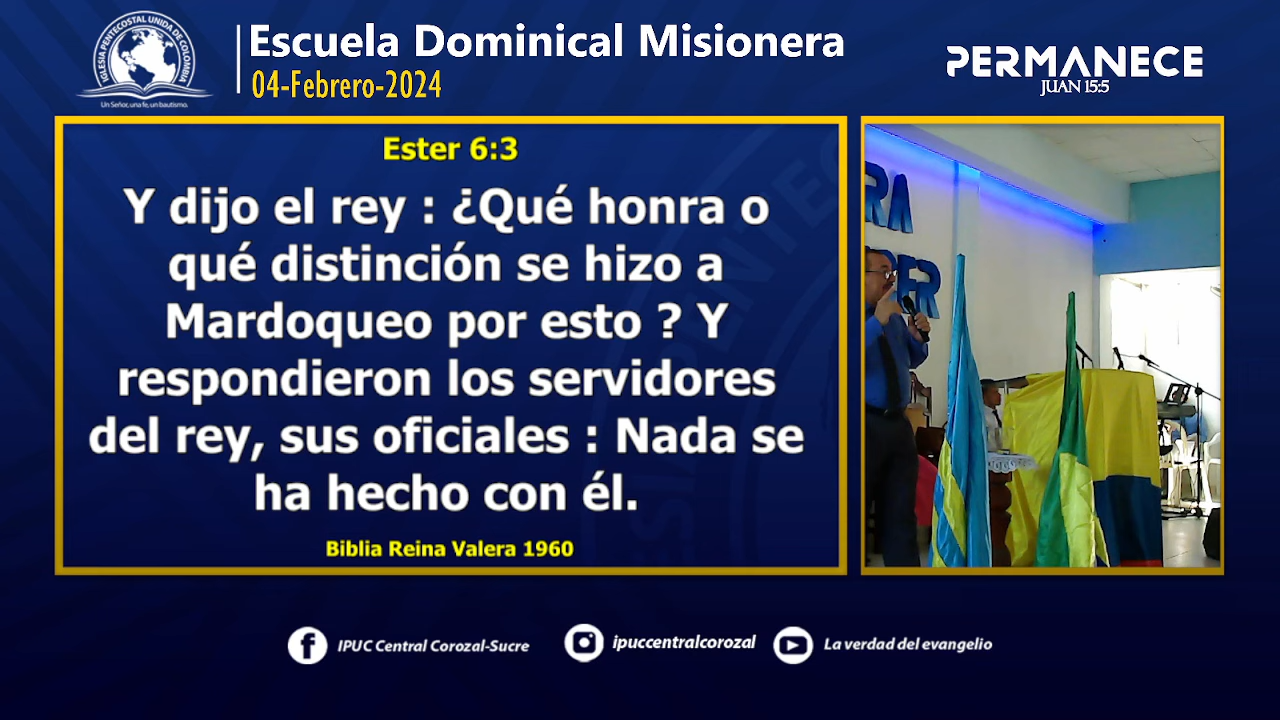 IGLESIA PENTECOSTAL UNIDA DE COLOMBIA
Un Señor, una fe, un bautismo.
Escuela Dominical Misionera
04-Febrero-2024
PERMANECE
JUAN 15:5
Ester 6:3
Y dijo el rey : ¿Qué honra o
qué distinción se hizo a
Mardoqueo por esto ? Y
respondieron los servidores
del rey, sus oficiales : Nada se
ha hecho con él.
Biblia Reina Valera 1960
RA
IPUC Central Corozal-Sucre
ipuccentralcorozal
La verdad del evangelio